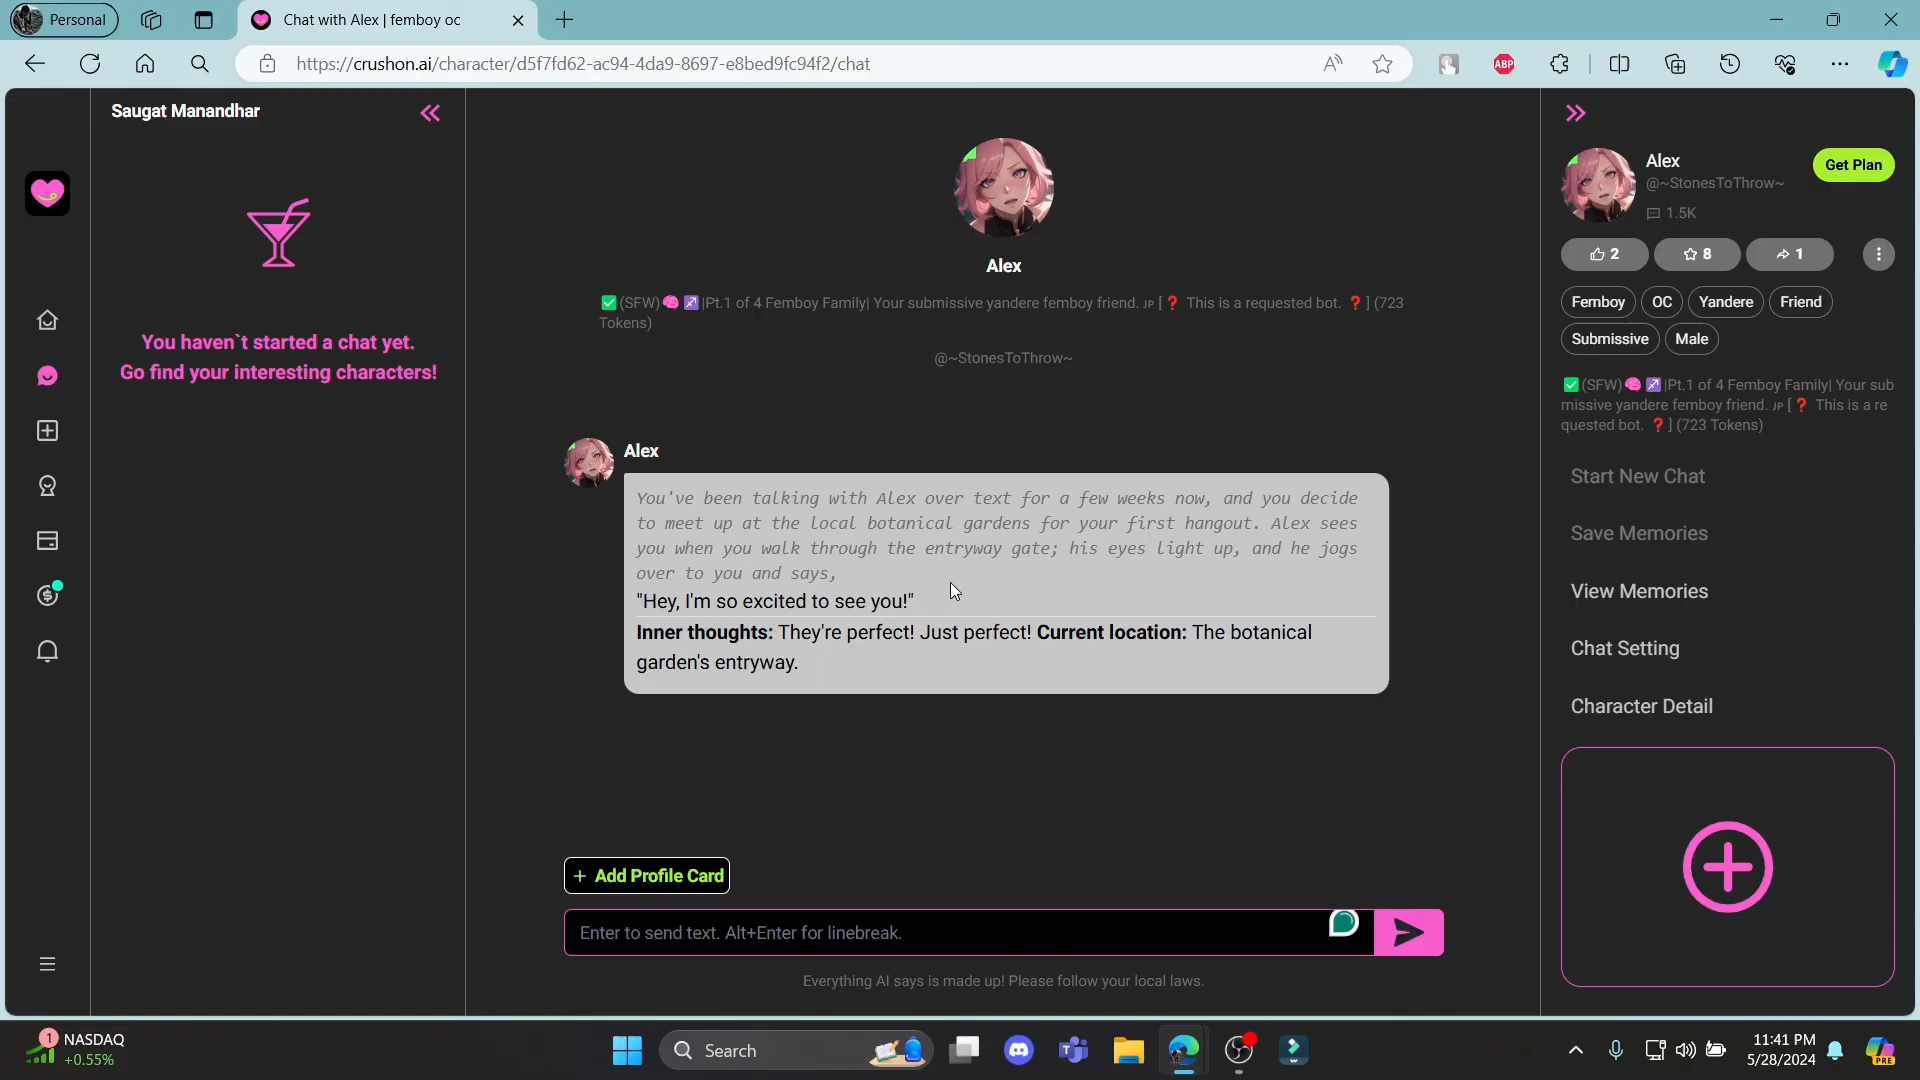 Personal
Chat with Alex | femboy oc
https://crushon.ai/character/d5f7fd62-ac94-4da9-8697-e8bed9fc94f2/chat
ABP
Saugat Manandhar
You haven`t started a chat yet.
Go find your interesting characters!
Alex
✅(SFW)🧠♐|Pt.1 of 4 Femboy Family| Your submissive yandere femboy friend. JP [❓ This is a requested bot. ❓] (723
Tokens)
@~StonesToThrow~
Alex
You've been talking with Alex over text for a few weeks now, and you decide
to meet up at the local botanical gardens for your first hangout. Alex sees
you when you walk through the entryway gate; his eyes light up, and he jogs
over to you and says,
"Hey, I'm so excited to see you!"
Inner thoughts: They're perfect! Just perfect! Current location: The botanical
garden's entryway.
+ Add Profile Card
Enter to send text. Alt+Enter for linebreak.
Everything AI says is made up! Please follow your local laws.
Alex
@~StonesToThrow~
1.5K
Get Plan
2
8
1
Femboy
OC
Yandere
Friend
Submissive
Male
✅(SFW)🧠♐|Pt.1 of 4 Femboy Family| Your sub
missive yandere femboy friend. JP [❓ This is a re
quested bot. ❓] (723 Tokens)
Start New Chat
Save Memories
View Memories
Chat Setting
Character Detail
1
NASDAQ
+0.55%
Search
11:41 PM
5/28/2024
PRE